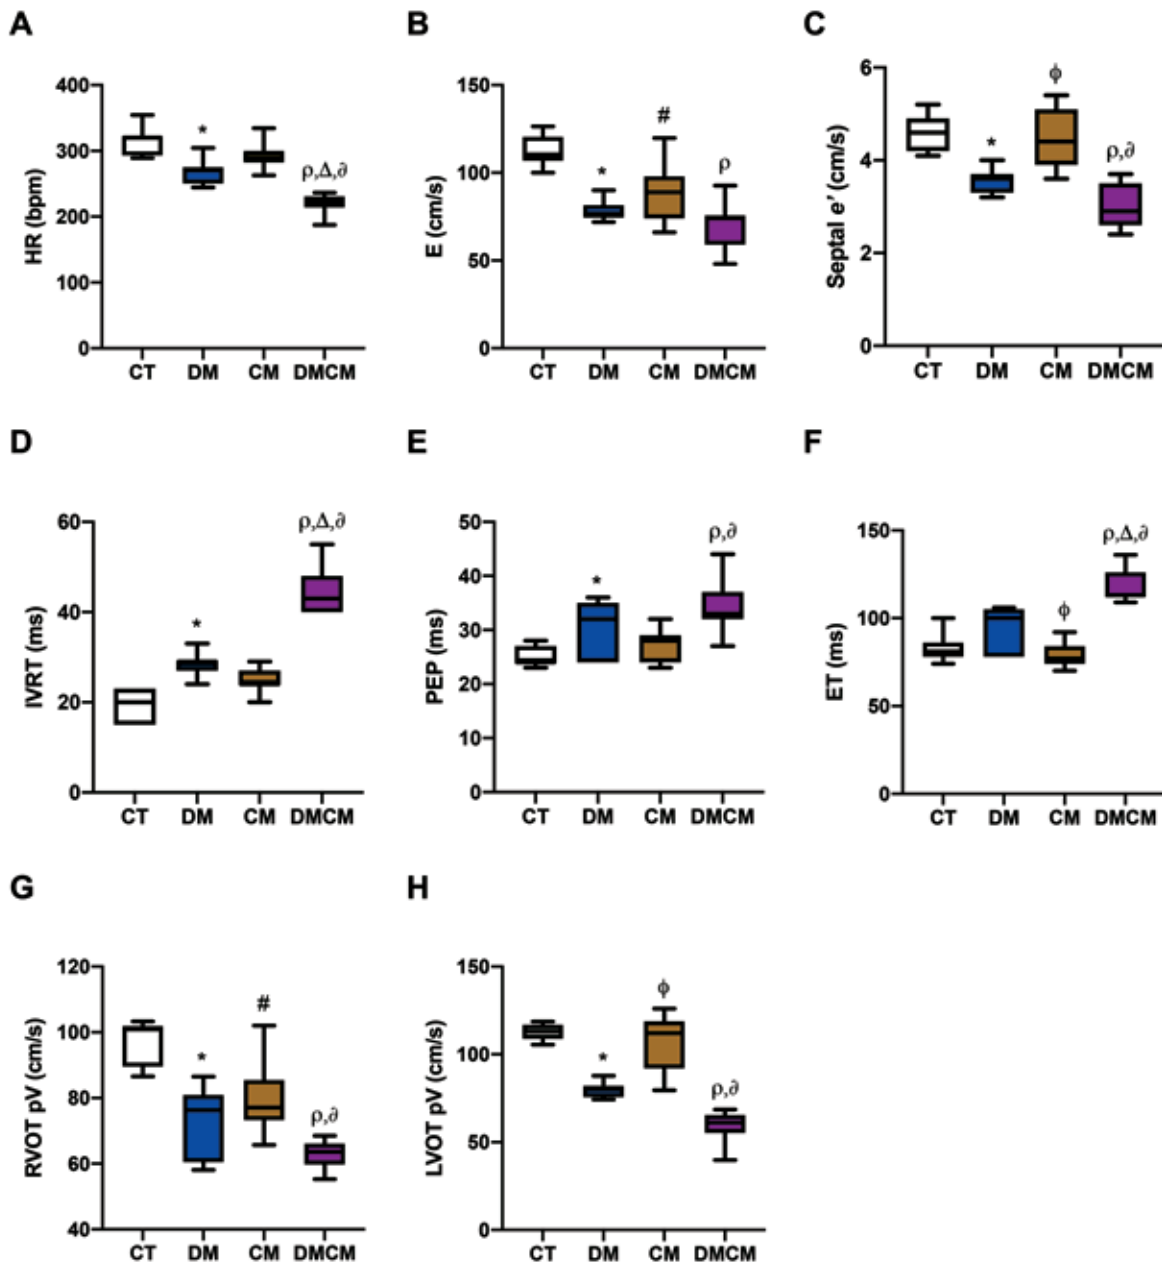 A
HR (bpm)
400
300
200
100
0
*
ρ,Δ,∂
CT DM CM DMCM
B
E (cm/s)
150
100
50
0
*
#
ρ
CT DM CM DMCM
C
Septal e′ (cm/s)
6
4
2
0
*
ϕ
ρ,∂
CT DM CM DMCM
D
IVRT (ms)
60
40
20
0
*
ρ,Δ,∂
CT DM CM DMCM
E
PEP (ms)
50
40
30
20
10
0
*
ρ,∂
CT DM CM DMCM
F
ET (ms)
150
100
50
0
ϕ
ρ,Δ,∂
CT DM CM DMCM
G
RVOT pV (cm/s)
120
100
80
60
40
*
#
ρ,∂
CT DM CM DMCM
H
LVOT pV (cm/s)
150
100
50
0
*
ϕ
ρ,∂
CT DM CM DMCM